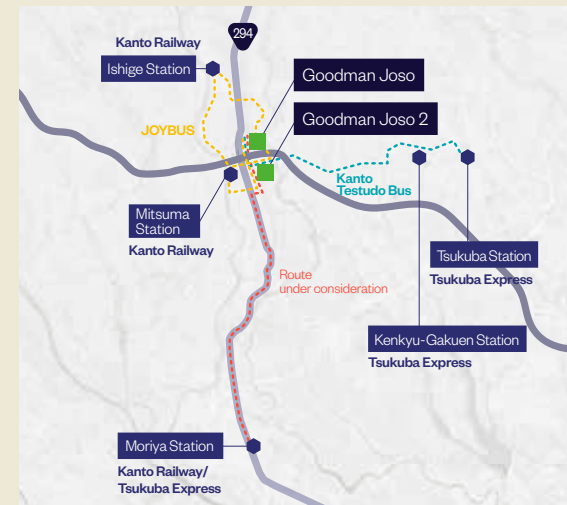 294
Kanto Railway
Ishige Station
Goodman Joso
Goodman Joso 2
JOYBUS
Kanto
Testudo Bus
Mitsuma
Station
Kanto Railway
Tsukuba Station
Tsukuba Express
Route
under consideration
Kenkyu-Gakuen Station
Tsukuba Express
Moriya Station
Kanto Railway/
Tsukuba Express